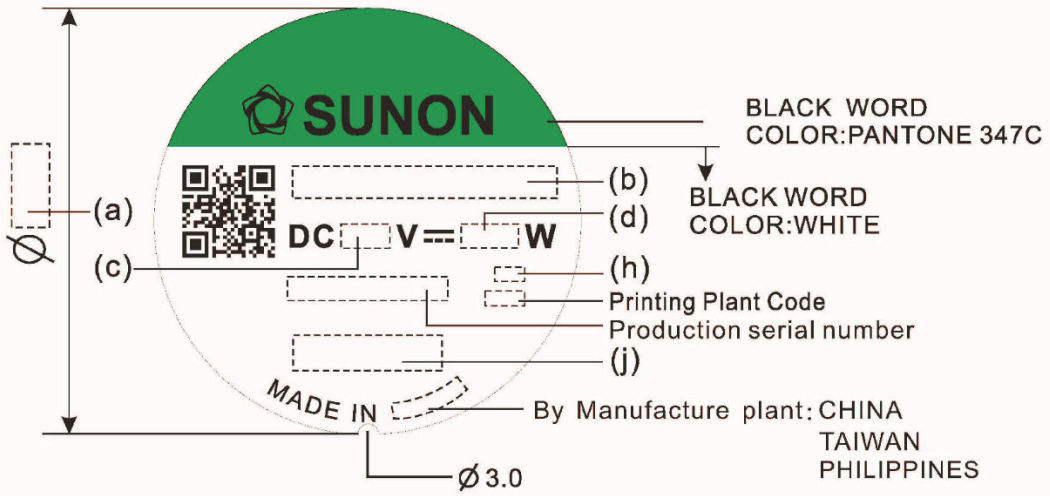 SUNON
BLACK WORD
COLOR:PANTONE 347C
(a)
Ø
(b)
BLACK WORD
COLOR:WHITE
(d)
DC V W
(c)
(h)
Printing Plant Code
Production serial number
(j)
MADE IN
By Manufacture plant: CHINA
TAIWAN
PHILIPPINES
Ø 3.0